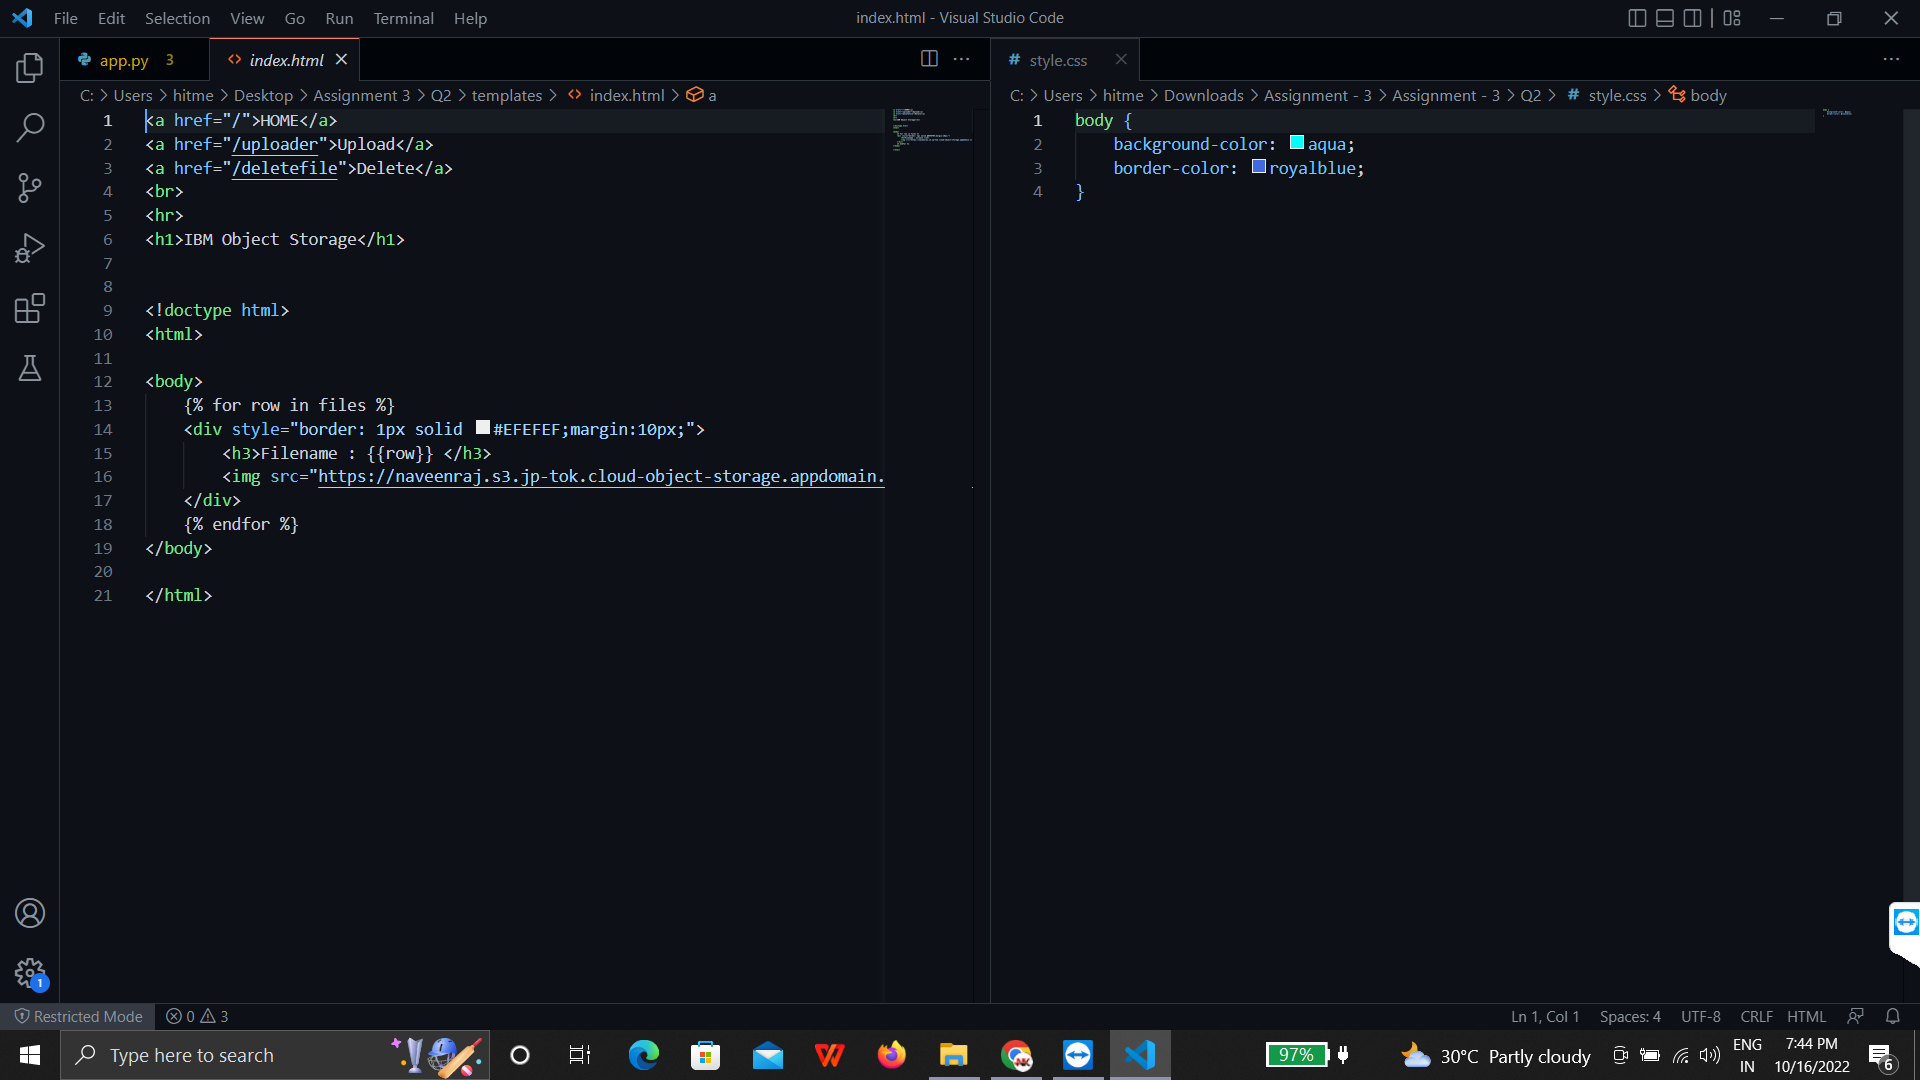 File Edit Selection View Go Run Terminal Help
index.html - Visual Studio Code
app.py 3
index.html
style.css
C: > Users > hitme > Desktop > Assignment 3 > Q2 > templates > index.html > a
1 <a href="/">HOME</a>
2 <a href="/uploader">Upload</a>
3 <a href="/deletefile">Delete</a>
4 <br>
5 <hr>
6 <h1>IBM Object Storage</h1>
7
8
9 <!doctype html>
10 <html>
11
12 <body>
13 {% for row in files %}
14 <div style="border: 1px solid #EFEFEF;margin:10px;">
15 <h3>Filename : {{row}} </h3>
16 <img src="https://naveenraj.s3.jp-tok.cloud-object-storage.appdomain.
17 </div>
18 {% endfor %}
19 </body>
20
21 </html>
C: > Users > hitme > Downloads > Assignment - 3 > Assignment - 3 > Q2 > # style.css > body
1 body {
2 background-color: aqua;
3 border-color: royalblue;
4 }
1
Restricted Mode 0 3
Ln 1, Col 1 Spaces: 4 UTF-8 CRLF HTML
Type here to search
97%
30°C Partly cloudy
ENG
IN
7:44 PM
10/16/2022
6